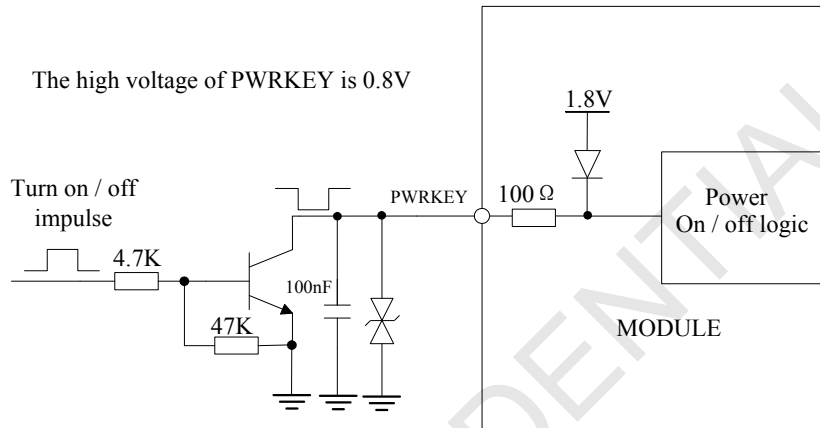 The high voltage of PWRKEY is 0.8V
1.8V
Turn on / off
impulse
PWRKEY
100 Ω
Power
On / off logic
4.7K
100nF
47K
MODULE
DENTIAL